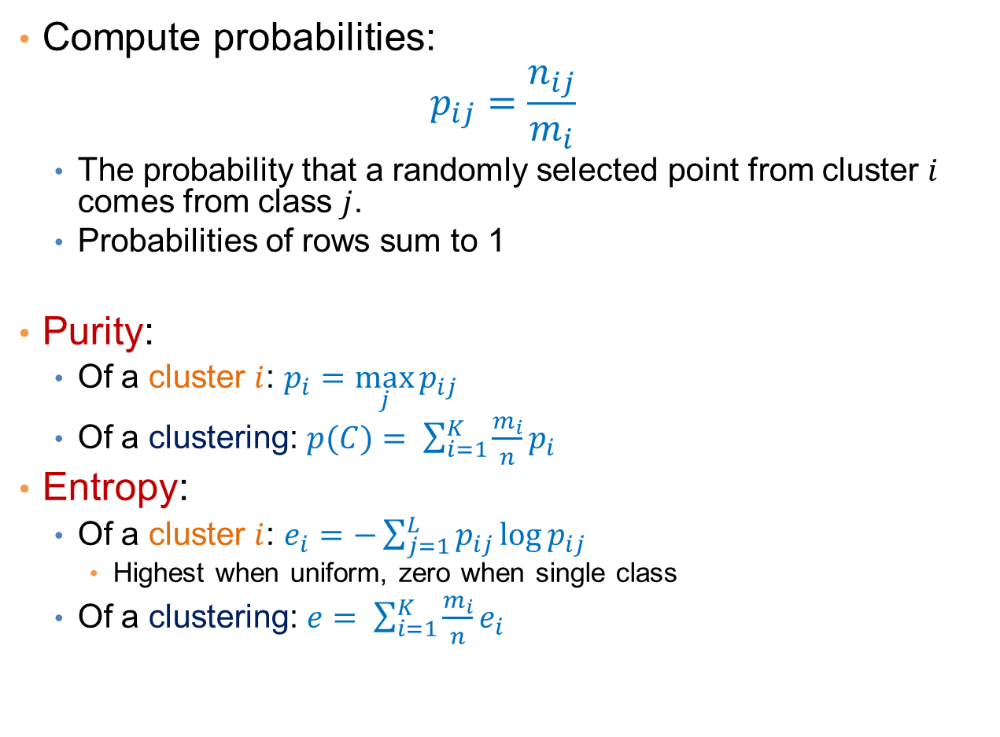 • Compute probabilities:
p_{ij} = \frac{n_{ij}}{m_i}
• The probability that a randomly selected point from cluster i
comes from class j.
• Probabilities of rows sum to 1
• Purity:
• Of a cluster i: p_i = \max_j p_{ij}
• Of a clustering: p(C) = \sum_{i=1}^{K} \frac{m_i}{n} p_i
• Entropy:
• Of a cluster i: e_i = -\sum_{j=1}^{L} p_{ij} \log p_{ij}
• Highest when uniform, zero when single class
• Of a clustering: e = \sum_{i=1}^{K} \frac{m_i}{n} e_i